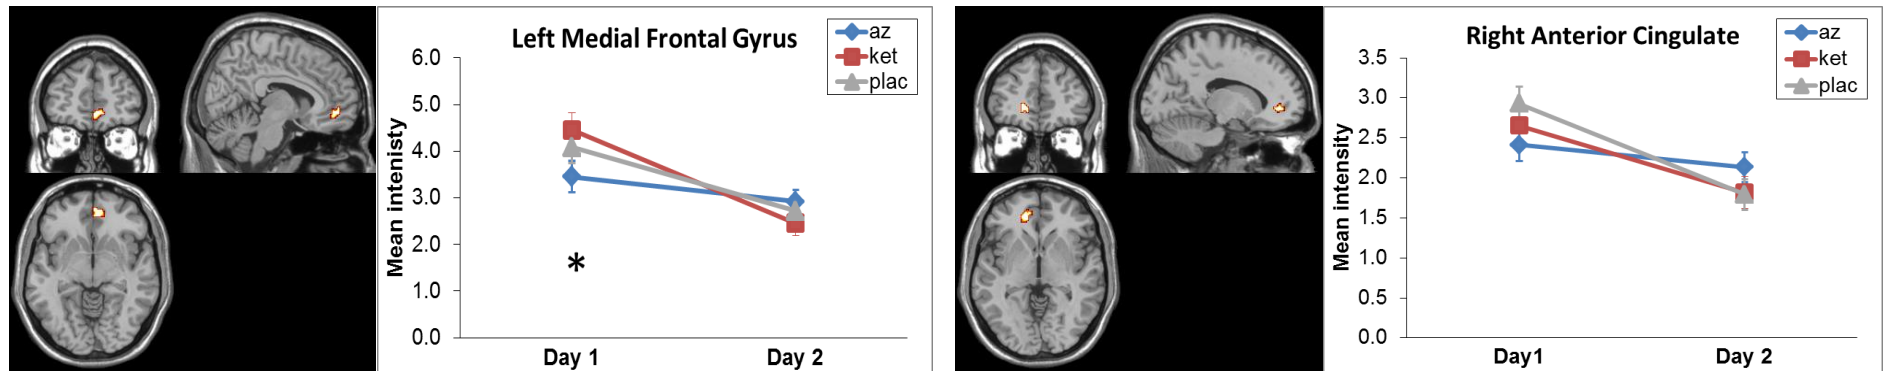 Left Medial Frontal Gyrus
az
ket
plac
Mean intenisty
6.0
5.0
4.0
3.0
2.0
1.0
0.0
*
Day 1 Day 2
Right Anterior Cingulate
az
ket
plac
Mean intensity
3.5
3.0
2.5
2.0
1.5
1.0
0.5
0.0
Day1 Day 2